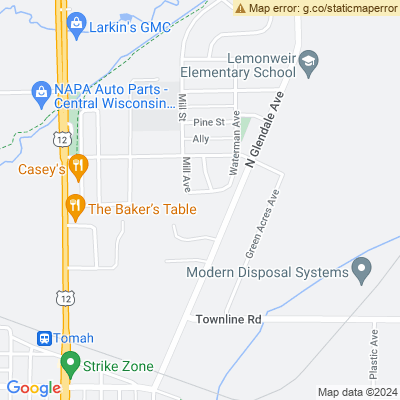 Map error: g.co/staticmaperror
Larkin's GMC
Lemonweir
Elementary School
NAPA Auto Parts -
Central Wisconsin...
Mill St
Pine St
Ally
Waterman Ave
N Glendale Ave
12
Casey's
Mill Ave
The Baker's Table
Green Acres Ave
Modern Disposal Systems
12
Townline Rd
Tomah
Strike Zone
Plastic Ave
Google
Map data ©2024